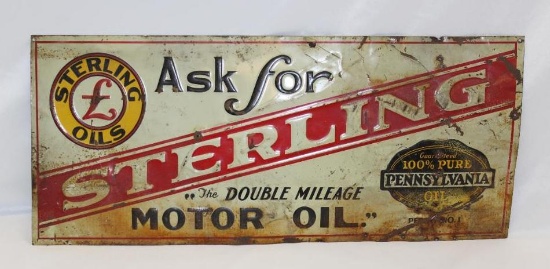 STERLING
£
OILS
Ask for
STERLING
"The DOUBLE MILEAGE
MOTOR OIL."
Guaranteed
100% PURE
PENNSYLVANIA
OIL